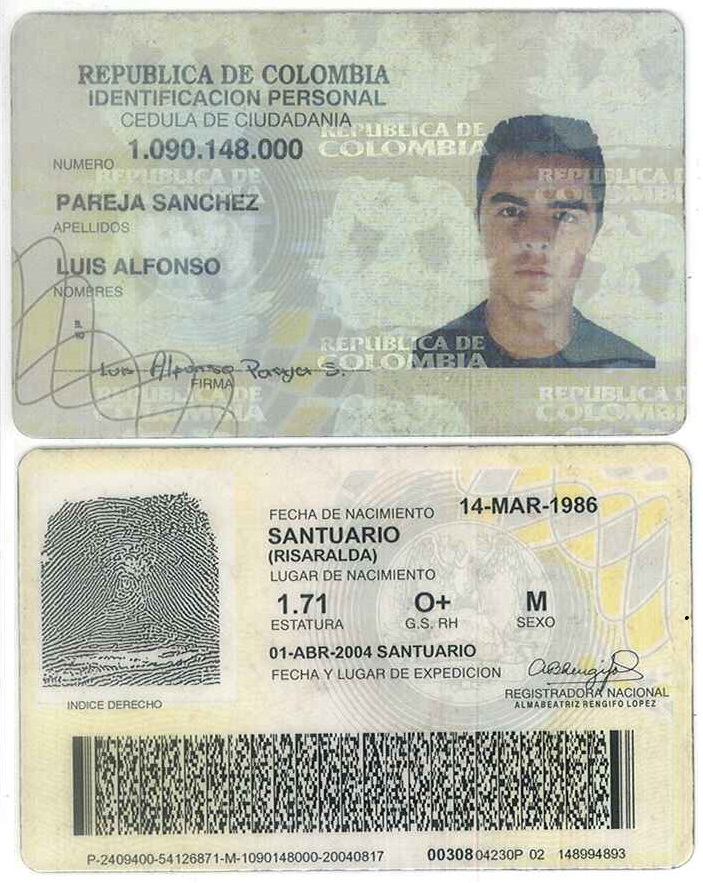 REPUBLICA DE COLOMBIA
IDENTIFICACION PERSONAL
CEDULA DE CIUDADANIA
NUMERO 1.090.148.000
PAREJA SANCHEZ
APELLIDOS
LUIS ALFONSO
NOMBRES
Luis Alfonso Pareja S.
FIRMA
REPUBLICA DE
COLOMBIA
REPUBLICA DE
COLOMBIA
REPUBLICA DE
COLOMBIA
REPUBLICA DE
COLOMBIA
FECHA DE NACIMIENTO 14-MAR-1986
SANTUARIO
(RISARALDA)
LUGAR DE NACIMIENTO
1.71 O+ M
ESTATURA G.S. RH SEXO
01-ABR-2004 SANTUARIO
FECHA Y LUGAR DE EXPEDICION
REGISTRADORA NACIONAL
ALMABEATRIZ RENGIFO LOPEZ
INDICE DERECHO
P-2409400-54126871-M-1090148000-20040817 00308 04230P 02 148994893